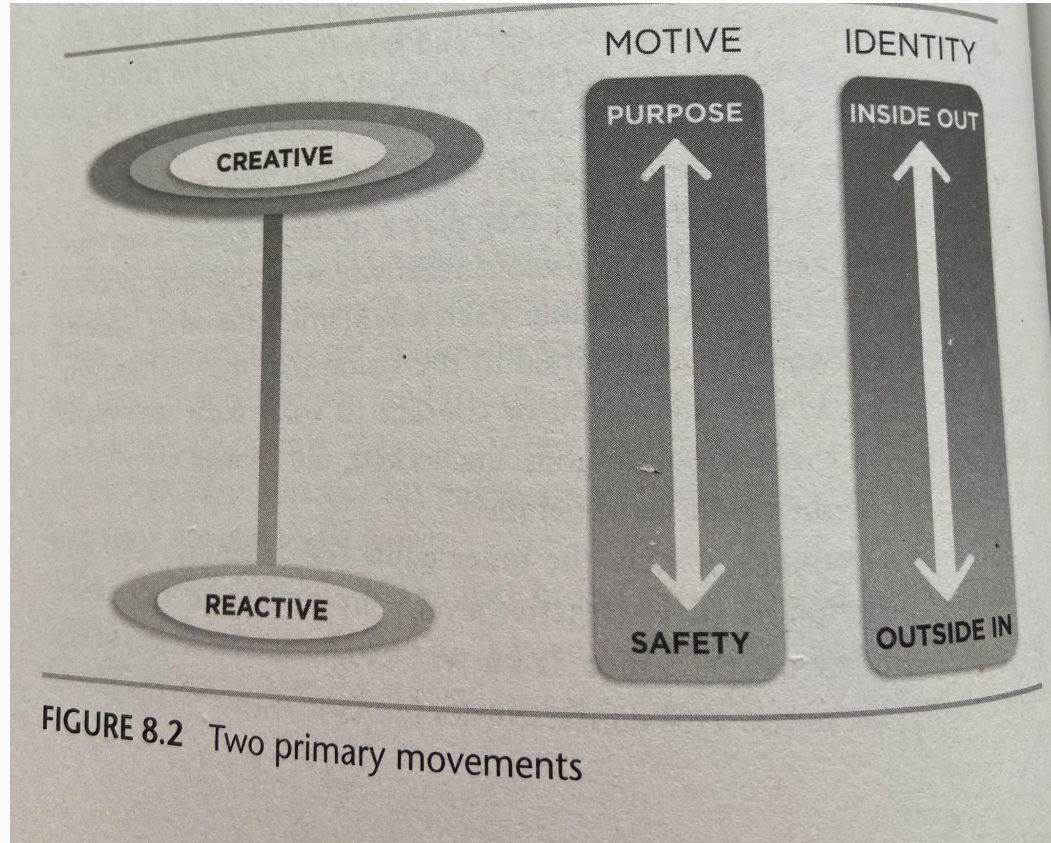 MOTIVE IDENTITY
PURPOSE INSIDE OUT
CREATIVE
REACTIVE
SAFETY OUTSIDE IN
FIGURE 8.2 Two primary movements